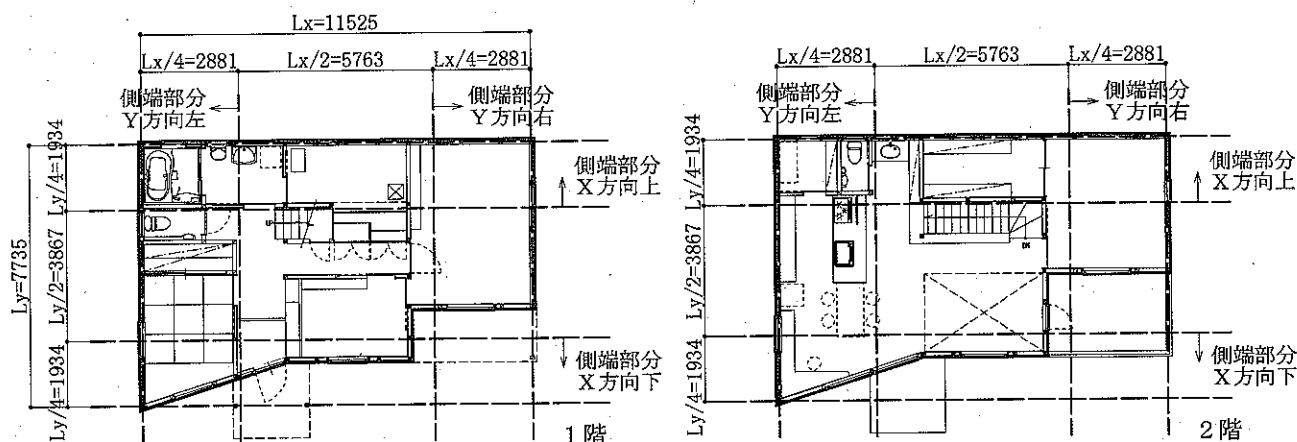 Lx=11525
Lx/4=2881
Lx/2=5763
Lx/4=2881
側端部分
Y方向左
側端部分
Y方向右
Ly=7735
Ly/4=1934
Ly/2=3867
Ly/4=1934
側端部分
X方向上
側端部分
X方向下
1階
Lx/4=2881
Lx/2=5763
Lx/4=2881
側端部分
Y方向左
側端部分
Y方向右
Ly/4=1934
Ly/2=3867
Ly/4=1934
側端部分
X方向上
DN
側端部分
X方向下
2階